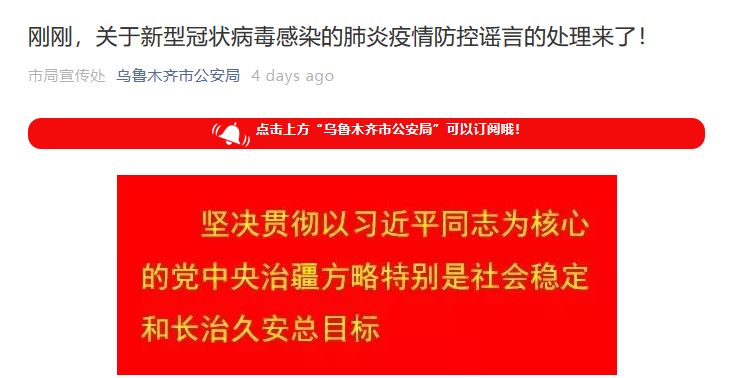 刚刚，关于新型冠状病毒感染的肺炎疫情防控谣言的处理来了！
市局宣传处 乌鲁木齐市公安局 4 days ago
点击上方“乌鲁木齐市公安局”可以订阅哦！
坚决贯彻以习近平同志为核心
的党中央治疆方略特别是社会稳定
和长治久安总目标